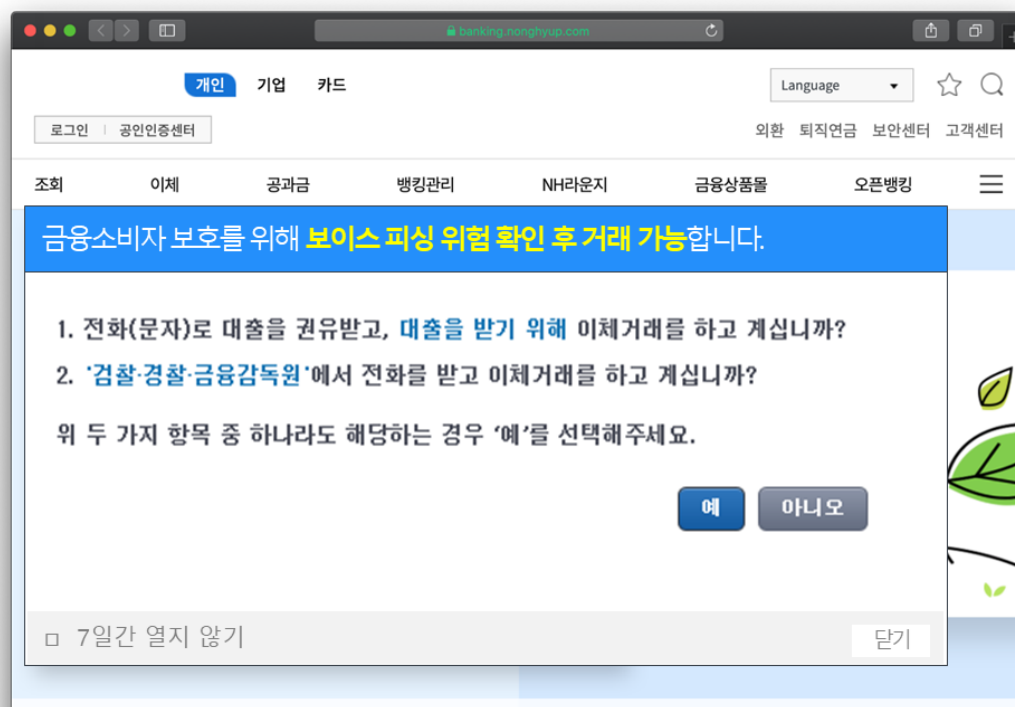 banking.nonghyup.com
개인 기업 카드 Language
로그인 공인인증센터 외환 퇴직연금 보안센터 고객센터
조회 이체 공과금 뱅킹관리 NH라운지 금융상품몰 오픈뱅킹
금융소비자 보호를 위해 보이스 피싱 위험 확인 후 거래 가능합니다.
1. 전화(문자)로 대출을 권유받고, 대출을 받기 위해 이체거래를 하고 계십니까?
2. '검찰·경찰·금융감독원'에서 전화를 받고 이체거래를 하고 계십니까?
위 두 가지 항목 중 하나라도 해당하는 경우 ‘예’를 선택해주세요.
예 아니오
7일간 열지 않기 닫기